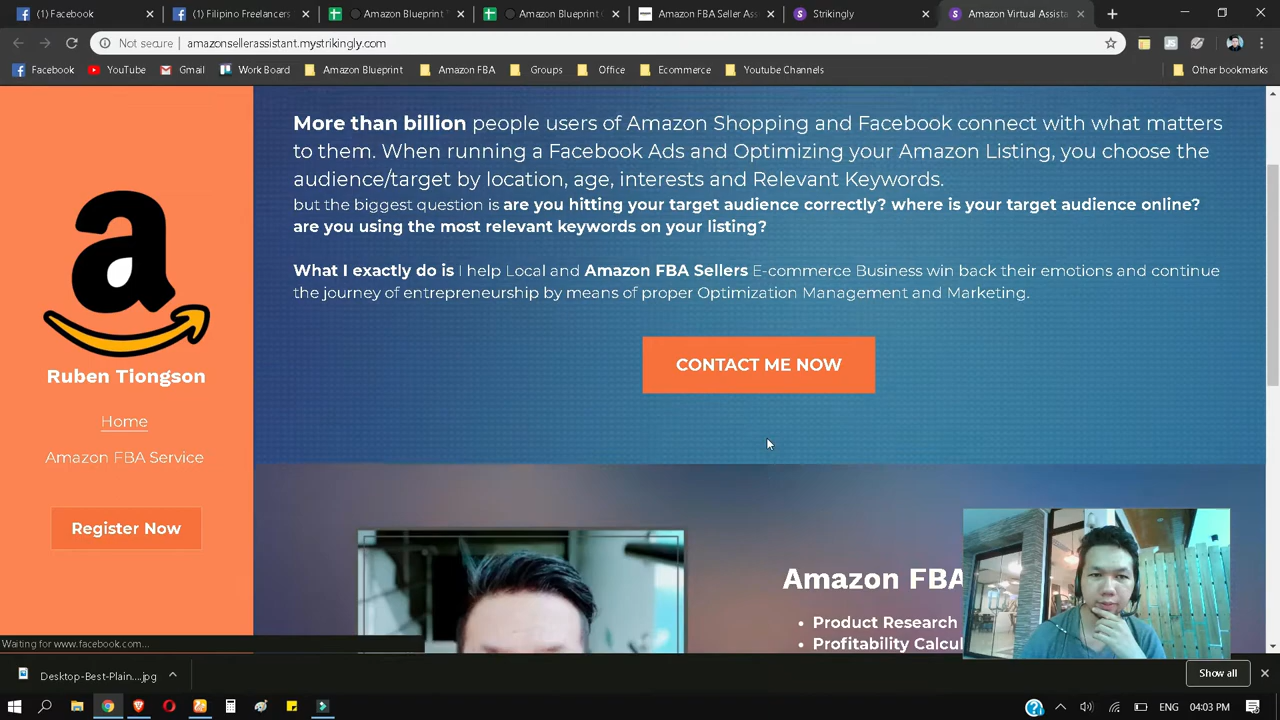 (1) Facebook
(1) Filipino Freelancers
Amazon Blueprint
Amazon Blueprint
Amazon FBA Seller Ass
Strikingly
Amazon Virtual Assista
Not secure | amazonsellerassistant.mystrikingly.com
Facebook
YouTube
Gmail
Work Board
Amazon Blueprint
Amazon FBA
Groups
Office
Ecommerce
Youtube Channels
Other bookmarks
Ruben Tiongson
Home
Amazon FBA Service
Register Now
More than billion people users of Amazon Shopping and Facebook connect with what matters
to them. When running a Facebook Ads and Optimizing your Amazon Listing, you choose the
audience/target by location, age, interests and Relevant Keywords.
but the biggest question is are you hitting your target audience correctly? where is your target audience online?
are you using the most relevant keywords on your listing?
What I exactly do is I help Local and Amazon FBA Sellers E-commerce Business win back their emotions and continue
the journey of entrepreneurship by means of proper Optimization Management and Marketing.
CONTACT ME NOW
Amazon FBA
• Product Research
• Profitability Calcul
Waiting for www.facebook.com...
Desktop-Best-Plain....jpg
Show all
ENG
04:03 PM